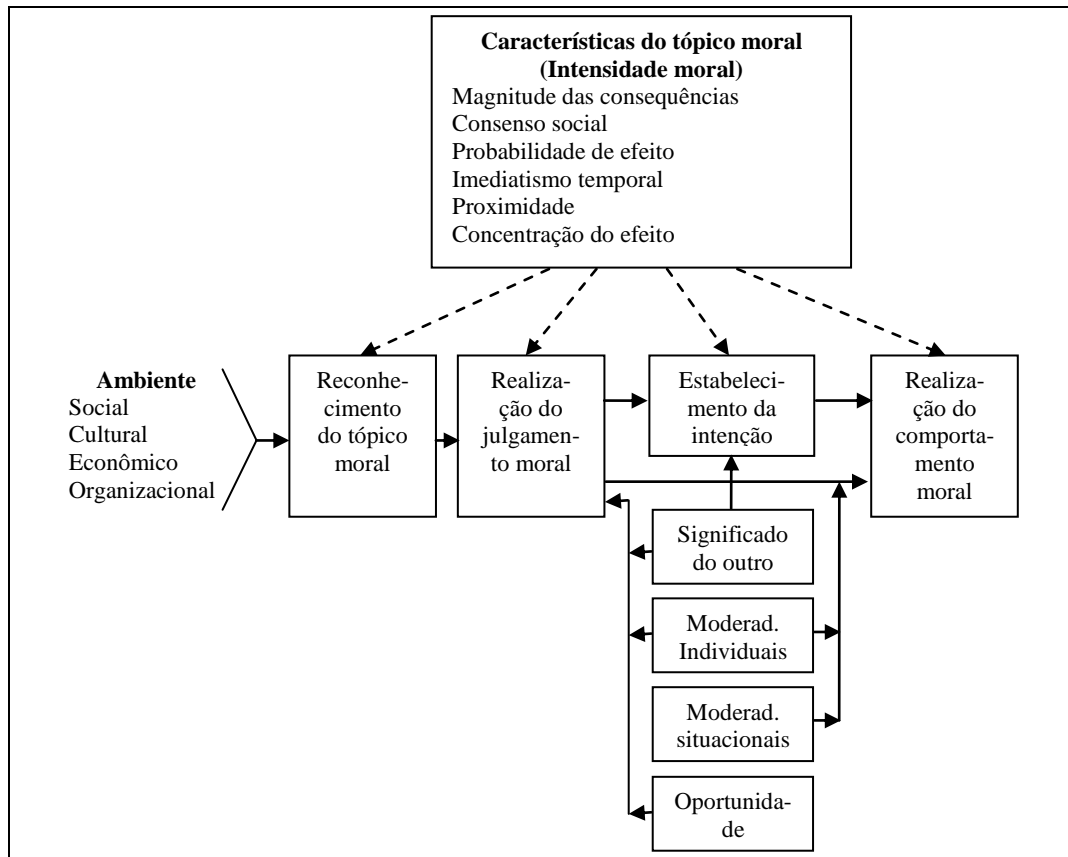 Características do tópico moral
(Intensidade moral)
Magnitude das consequências
Consenso social
Probabilidade de efeito
Imediatismo temporal
Proximidade
Concentração do efeito
Ambiente
Social
Cultural
Econômico
Organizacional
Reconhe-
cimento
do tópico
moral
Realiza-
ção do
julgamen-
to moral
Estabeleci-
mento da
intenção
Realiza-
ção do
comporta-
mento
moral
Significado
do outro
Moderad.
Individuais
Moderad.
situacionais
Oportunida-
de